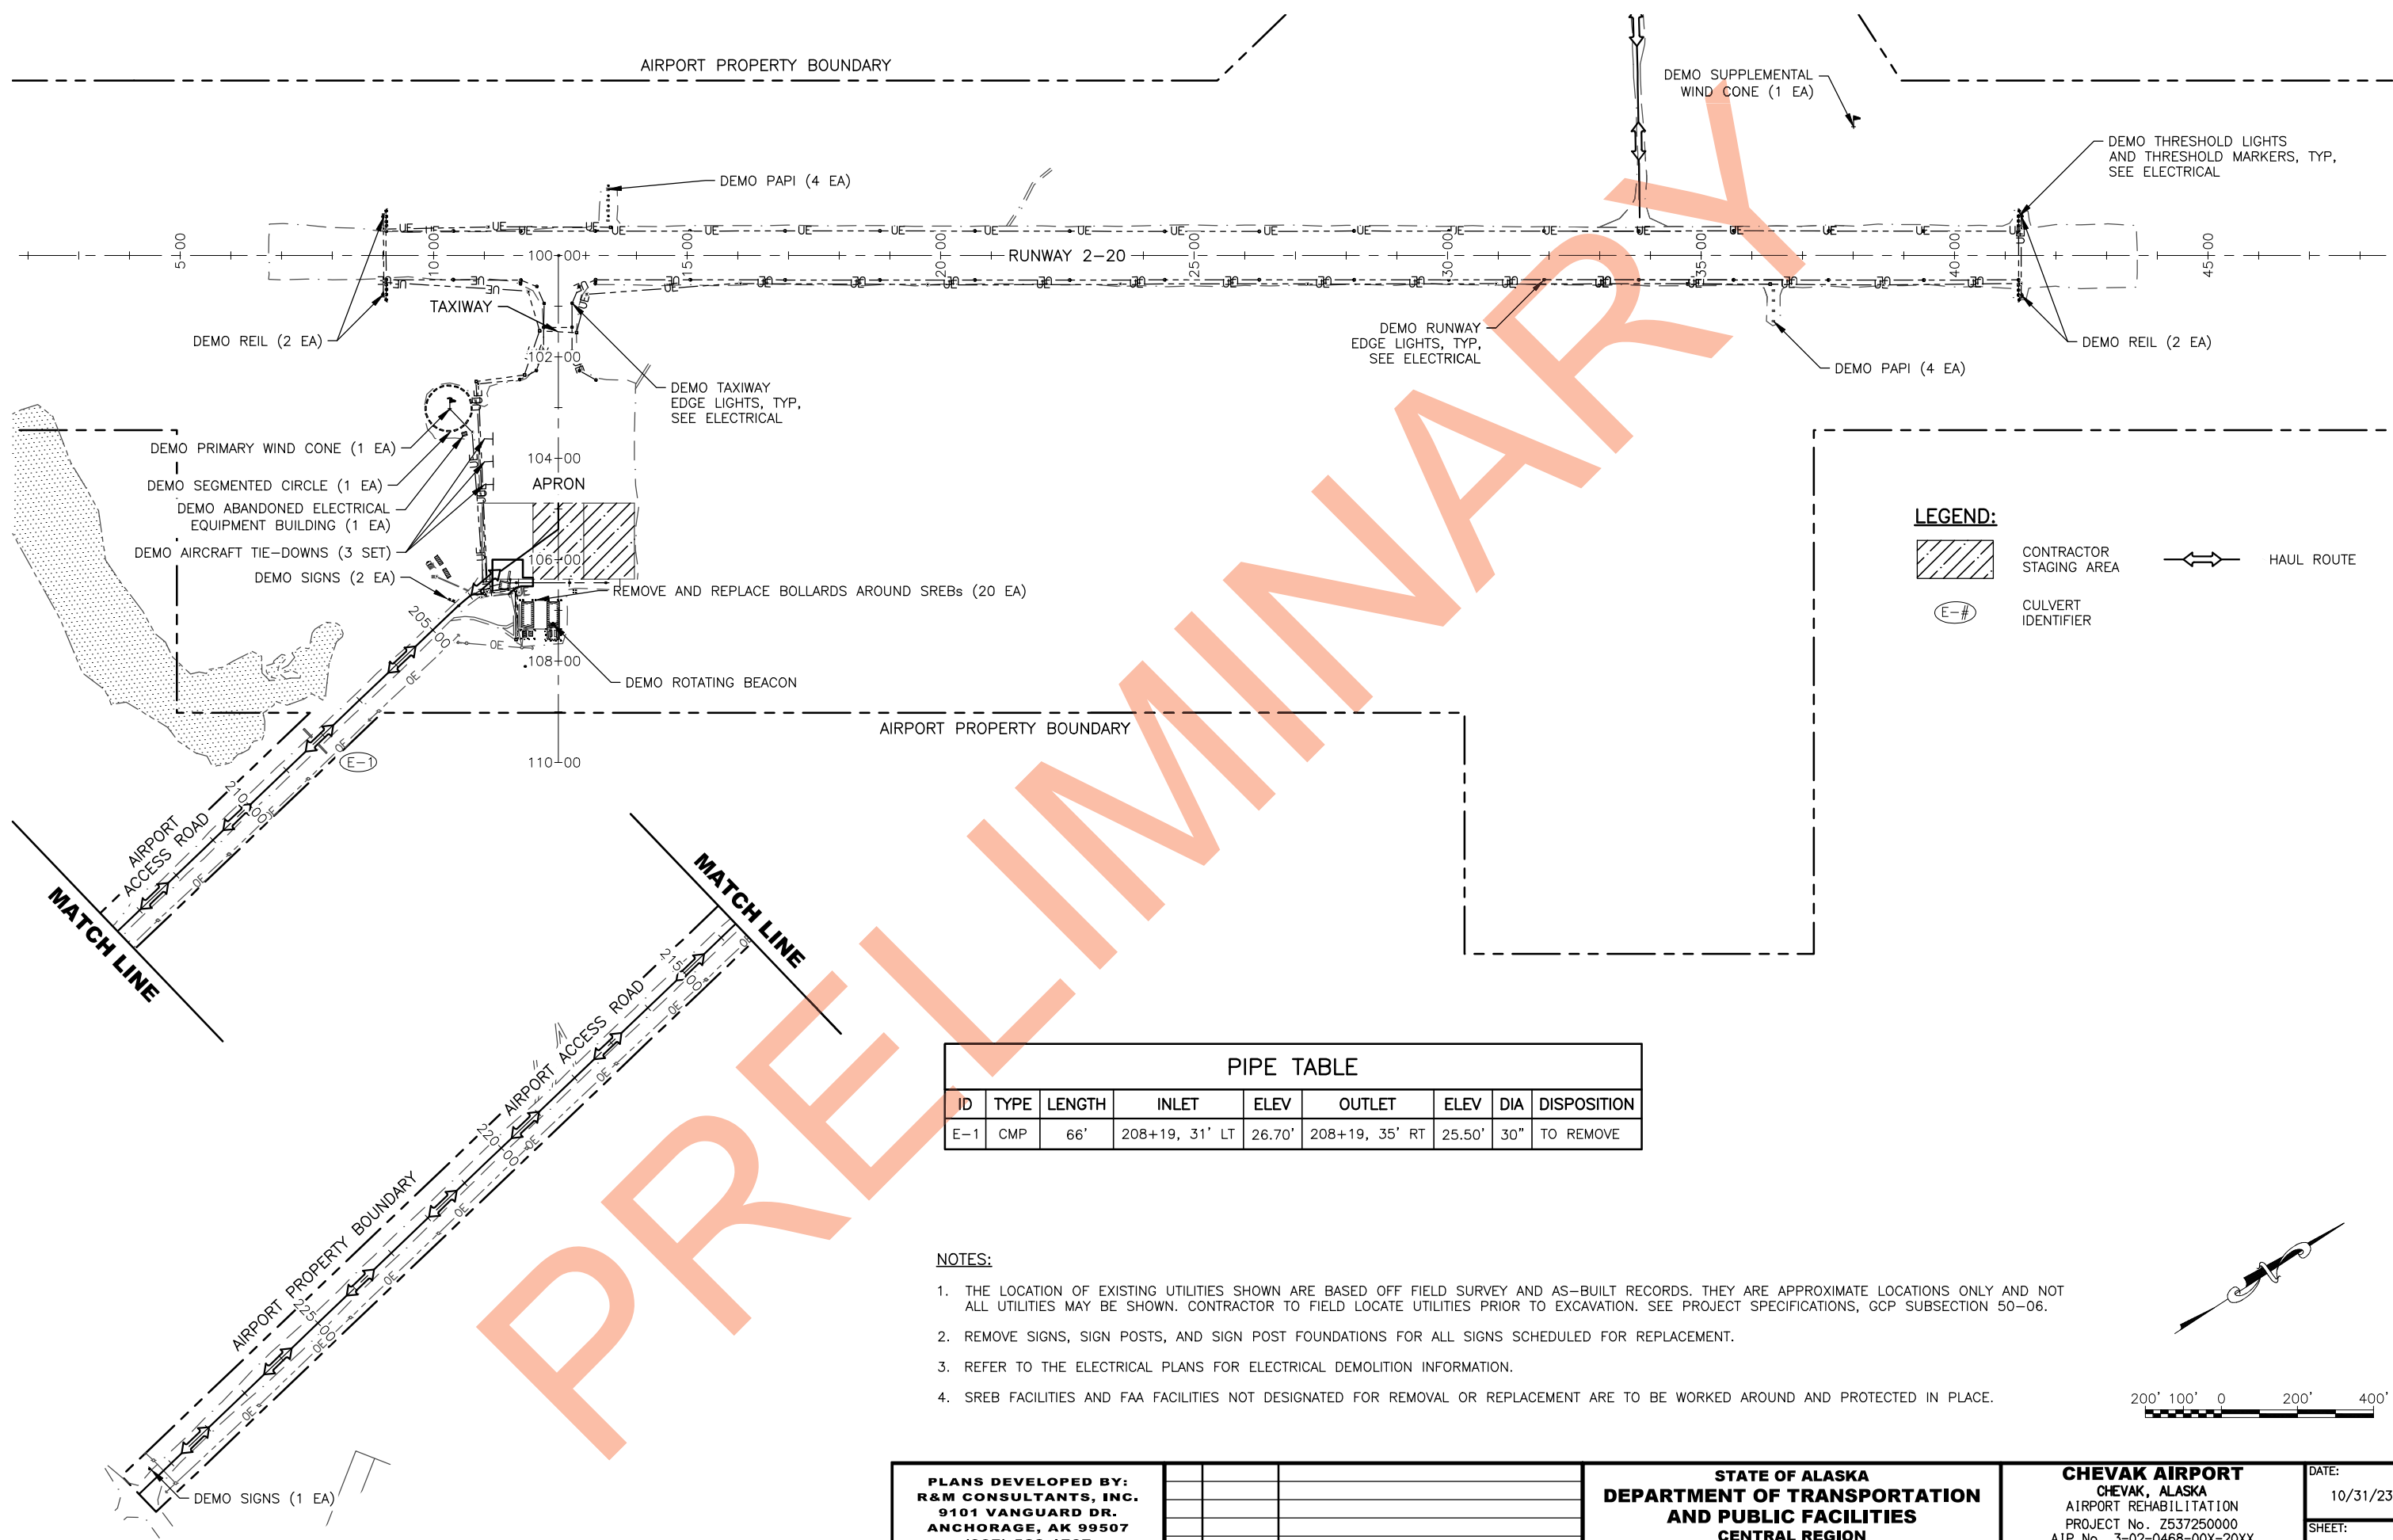 AIRPORT PROPERTY BOUNDARY
DEMO SUPPLEMENTAL
WIND CONE (1 EA)
DEMO THRESHOLD LIGHTS
AND THRESHOLD MARKERS, TYP,
SEE ELECTRICAL
DEMO PAPI (4 EA)
5+00
10+00
15+00
20+00
25+00
30+00
35+00
40+00
45+00
100+00
RUNWAY 2-20
TAXIWAY
DEMO REIL (2 EA)
DEMO RUNWAY
EDGE LIGHTS, TYP,
SEE ELECTRICAL
DEMO REIL (2 EA)
DEMO PAPI (4 EA)
102+00
DEMO TAXIWAY
EDGE LIGHTS, TYP,
SEE ELECTRICAL
DEMO PRIMARY WIND CONE (1 EA)
104+00
DEMO SEGMENTED CIRCLE (1 EA)
APRON
DEMO ABANDONED ELECTRICAL
EQUIPMENT BUILDING (1 EA)
DEMO AIRCRAFT TIE-DOWNS (3 SET)
106+00
DEMO SIGNS (2 EA)
REMOVE AND REPLACE BOLLARDS AROUND SREBs (20 EA)
205+00
OE
108+00
DEMO ROTATING BEACON
LEGEND:
CONTRACTOR
STAGING AREA
HAUL ROUTE
E-#
CULVERT
IDENTIFIER
AIRPORT PROPERTY BOUNDARY
E-1
110+00
210+00
AIRPORT
ACCESS ROAD
MATCH LINE
MATCH LINE
215+00
AIRPORT ACCESS ROAD
220+00
AIRPORT PROPERTY BOUNDARY
225+00
DEMO SIGNS (1 EA)
PRELIMINARY
PIPE TABLE
ID TYPE LENGTH INLET ELEV OUTLET ELEV DIA DISPOSITION
E-1 CMP 66' 208+19, 31' LT 26.70' 208+19, 35' RT 25.50' 30" TO REMOVE
NOTES:
1. THE LOCATION OF EXISTING UTILITIES SHOWN ARE BASED OFF FIELD SURVEY AND AS-BUILT RECORDS. THEY ARE APPROXIMATE LOCATIONS ONLY AND NOT
ALL UTILITIES MAY BE SHOWN. CONTRACTOR TO FIELD LOCATE UTILITIES PRIOR TO EXCAVATION. SEE PROJECT SPECIFICATIONS, GCP SUBSECTION 50-06.
2. REMOVE SIGNS, SIGN POSTS, AND SIGN POST FOUNDATIONS FOR ALL SIGNS SCHEDULED FOR REPLACEMENT.
3. REFER TO THE ELECTRICAL PLANS FOR ELECTRICAL DEMOLITION INFORMATION.
4. SREB FACILITIES AND FAA FACILITIES NOT DESIGNATED FOR REMOVAL OR REPLACEMENT ARE TO BE WORKED AROUND AND PROTECTED IN PLACE.
200' 100' 0 200' 400'
PLANS DEVELOPED BY:
R&M CONSULTANTS, INC.
9101 VANGUARD DR.
ANCHORAGE, AK 99507
STATE OF ALASKA
DEPARTMENT OF TRANSPORTATION
AND PUBLIC FACILITIES
CENTRAL REGION
CHEVAK AIRPORT
CHEVAK, ALASKA
AIRPORT REHABILITATION
PROJECT No. Z537250000
AIP No. 3-02-0468-00X-20XX
DATE:
10/31/23
SHEET: